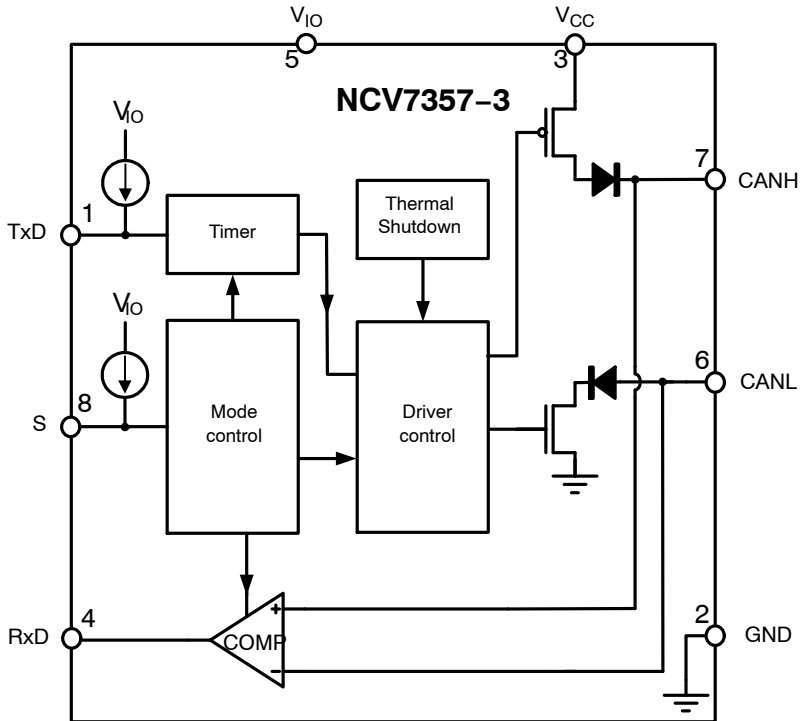 VIO
5
VCC
3
NCV7357−3
VIO
7
CANH
1
TxD
Timer
Thermal
Shutdown
VIO
6
CANL
8
S
Mode
control
Driver
control
+
4
RxD
COMP
−
2
GND